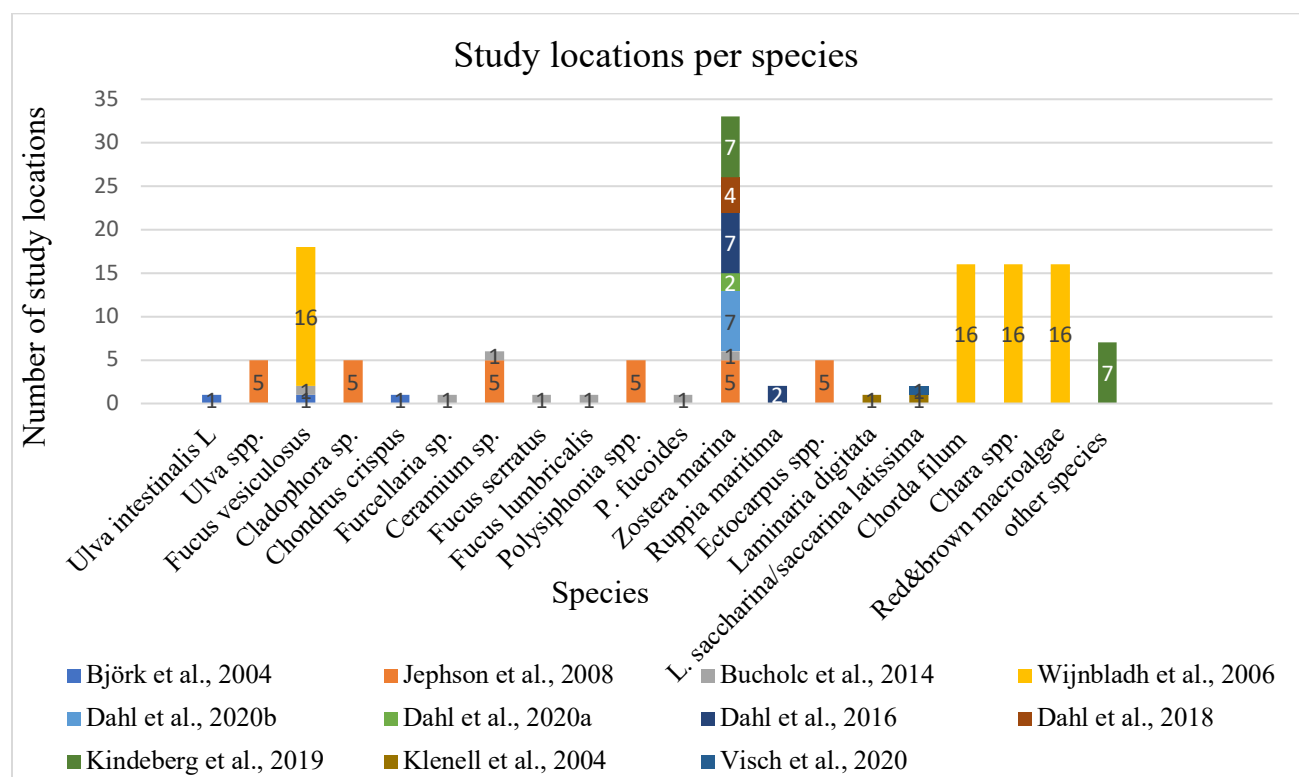 Study locations per species
Number of study locations
35
30
25
20
15
10
5
0
1
5
16
1
1
5
1
1
1
5
1
1
5
1
7
4
7
2
7
1
5
2
5
1
1
1
16
16
16
7
Ulva intestinalis L
Ulva spp.
Fucus vesiculosus
Cladophora sp.
Chondrus crispus
Furcellaria sp.
Ceramium sp.
Fucus serratus
Fucus lumbricalis
Polysiphonia spp.
P. fucoides
Zostera marina
Ruppia maritima
Ectocarpus spp.
Laminaria digitata
L. saccharina/saccarina latissima
Chorda filum
Chara spp.
Red&brown macroalgae
other species
Species
Björk et al., 2004 Jephson et al., 2008 Bucholc et al., 2014 Wijnbladh et al., 2006
Dahl et al., 2020b Dahl et al., 2020a Dahl et al., 2016 Dahl et al., 2018
Kindeberg et al., 2019 Klenell et al., 2004 Visch et al., 2020